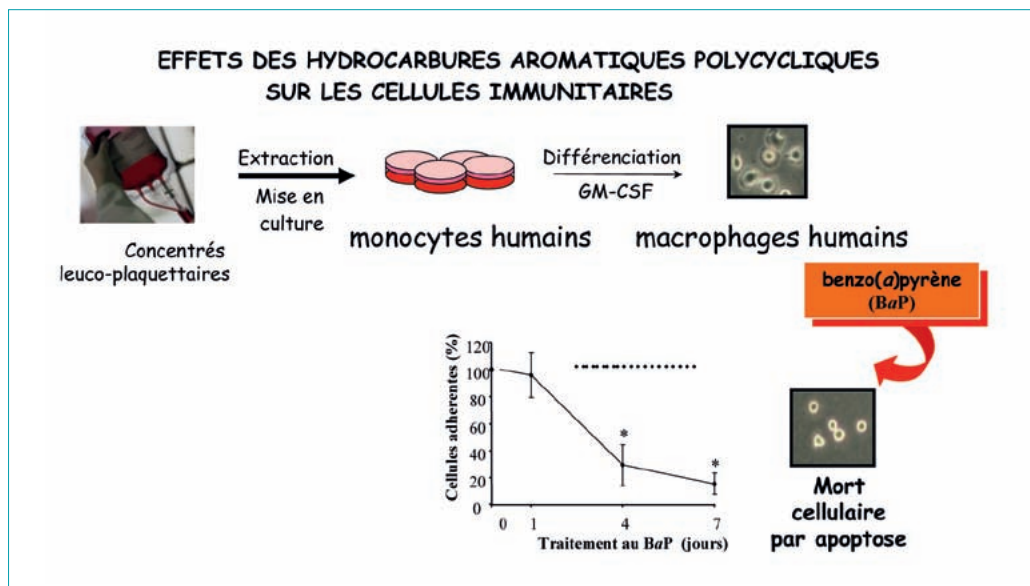 EFFETS DES HYDROCARBURES AROMATIQUES POLYCYCLIQUES
SUR LES CELLULES IMMUNITAIRES
Extraction
Mise en
culture
Différenciation
GM-CSF
Concentrés
leuco-plaquettaires
monocytes humains
macrophages humains
benzo(a)pyrène
(BaP)
Cellules adherentes (%)
120
100
80
60
40
20
0
*
*
0 1 4 7
Traitement au BaP (jours)
Mort
cellulaire
par apoptose